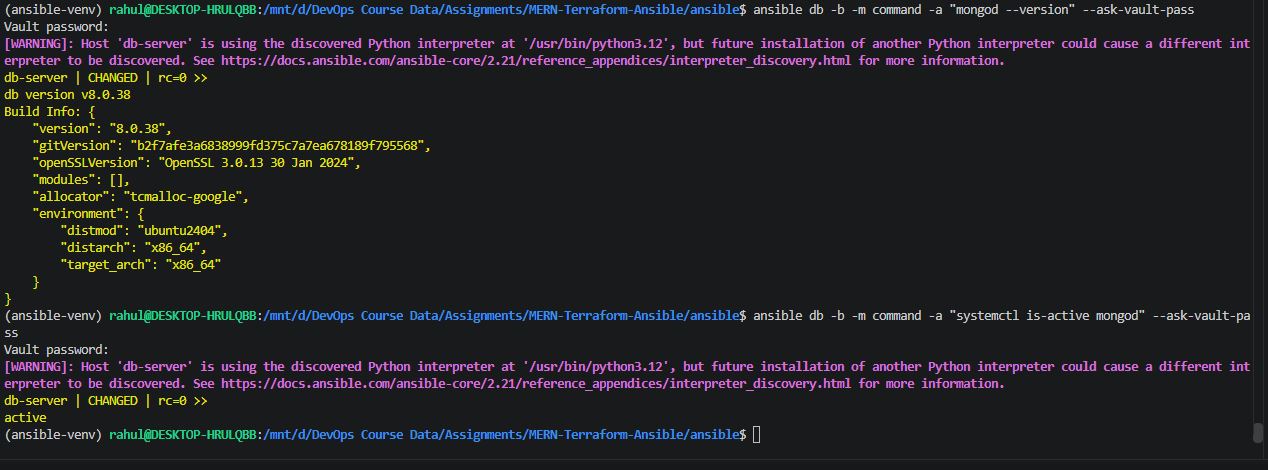 (ansible-venv) rahul@DESKTOP-HRULQBB:/mnt/d/DevOps Course Data/Assignments/MERN-Terraform-Ansible/ansible$ ansible db -b -m command -a "mongod --version" --ask-vault-pass
Vault password:
[WARNING]: Host 'db-server' is using the discovered Python interpreter at '/usr/bin/python3.12', but future installation of another Python interpreter could cause a different int
erpreter to be discovered. See https://docs.ansible.com/ansible-core/2.21/reference_appendices/interpreter_discovery.html for more information.
db-server | CHANGED | rc=0 >>
db version v8.0.38
Build Info: {
    "version": "8.0.38",
    "gitVersion": "b2f7afe3a6838999fd375c7a7ea678189f795568",
    "openSSLVersion": "OpenSSL 3.0.13 30 Jan 2024",
    "modules": [],
    "allocator": "tcmalloc-google",
    "environment": {
        "distmod": "ubuntu2404",
        "distarch": "x86_64",
        "target_arch": "x86_64"
    }
}
(ansible-venv) rahul@DESKTOP-HRULQBB:/mnt/d/DevOps Course Data/Assignments/MERN-Terraform-Ansible/ansible$ ansible db -b -m command -a "systemctl is-active mongod" --ask-vault-pa
ss
Vault password:
[WARNING]: Host 'db-server' is using the discovered Python interpreter at '/usr/bin/python3.12', but future installation of another Python interpreter could cause a different int
erpreter to be discovered. See https://docs.ansible.com/ansible-core/2.21/reference_appendices/interpreter_discovery.html for more information.
db-server | CHANGED | rc=0 >>
active
(ansible-venv) rahul@DESKTOP-HRULQBB:/mnt/d/DevOps Course Data/Assignments/MERN-Terraform-Ansible/ansible$